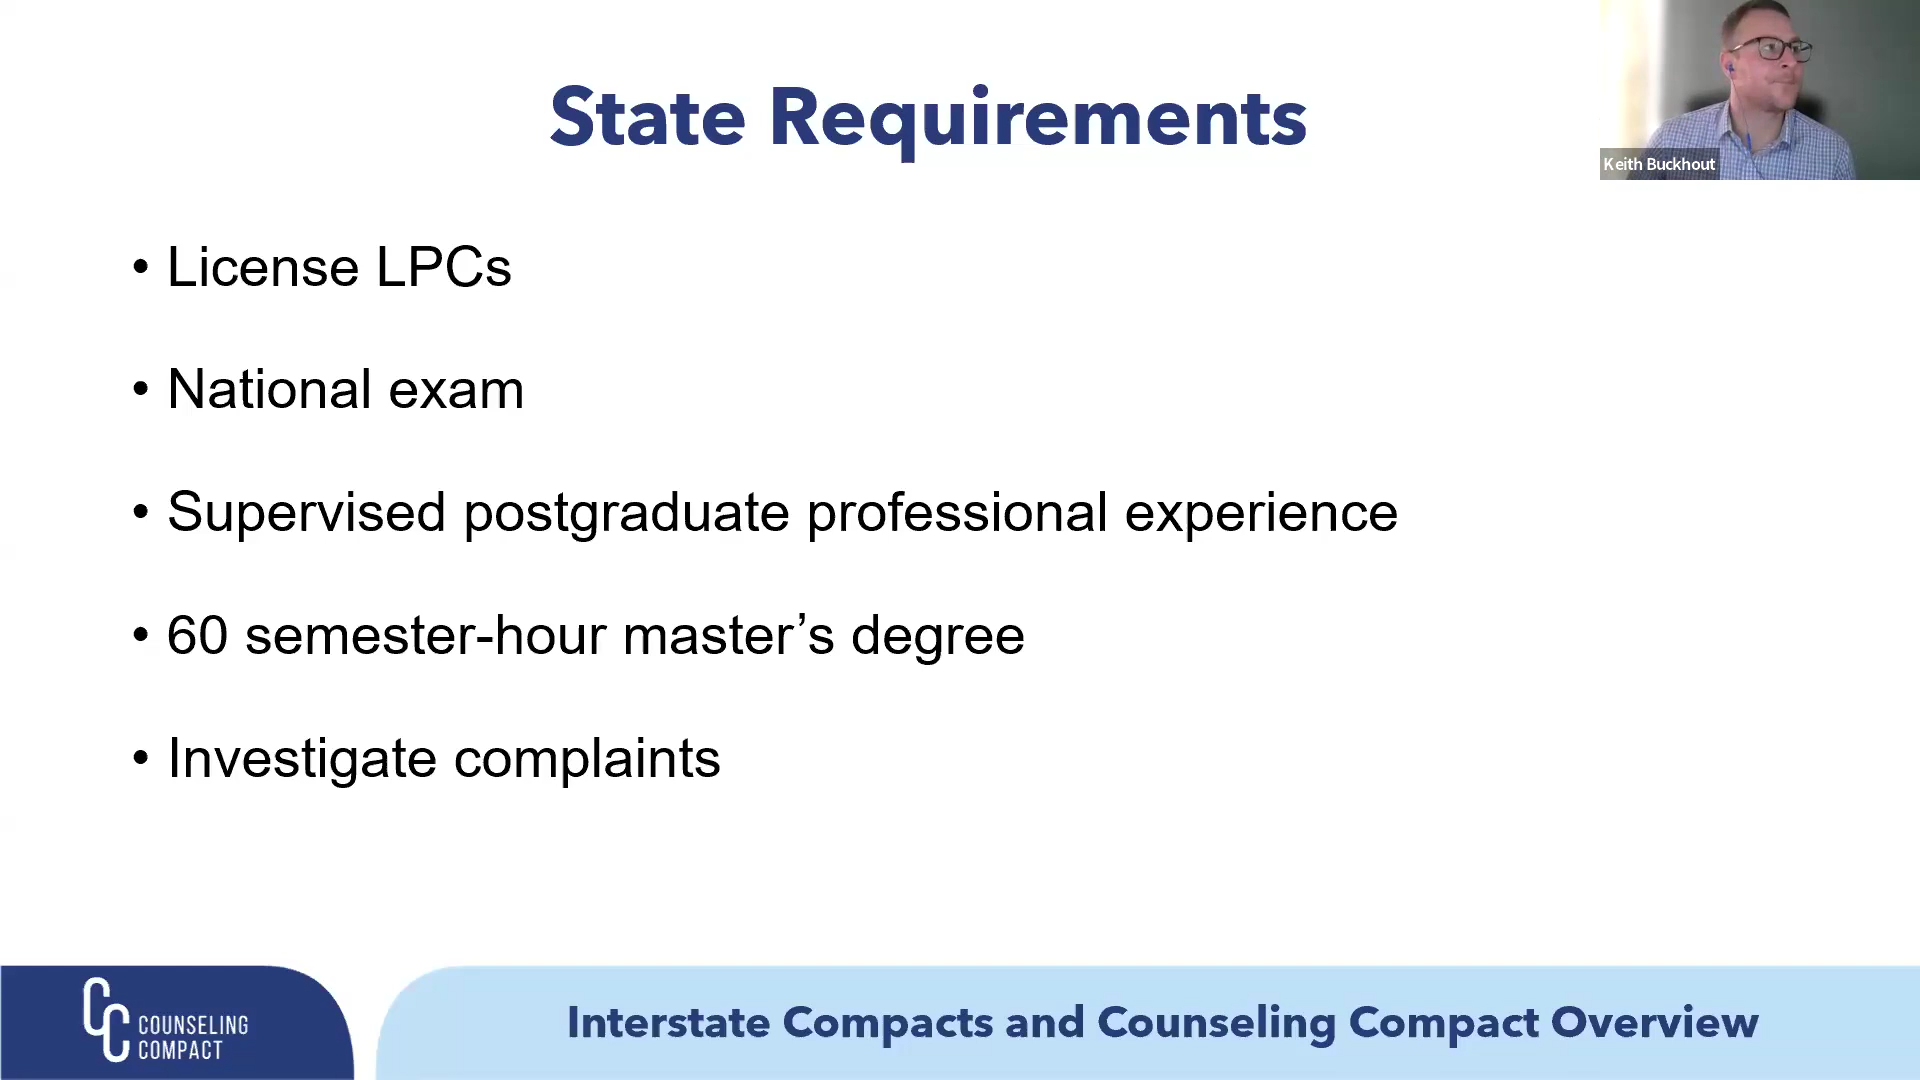 State Requirements
Keith Buckhout
• License LPCs
• National exam
• Supervised postgraduate professional experience
• 60 semester-hour master’s degree
• Investigate complaints
CC COUNSELING
COMPACT
Interstate Compacts and Counseling Compact Overview